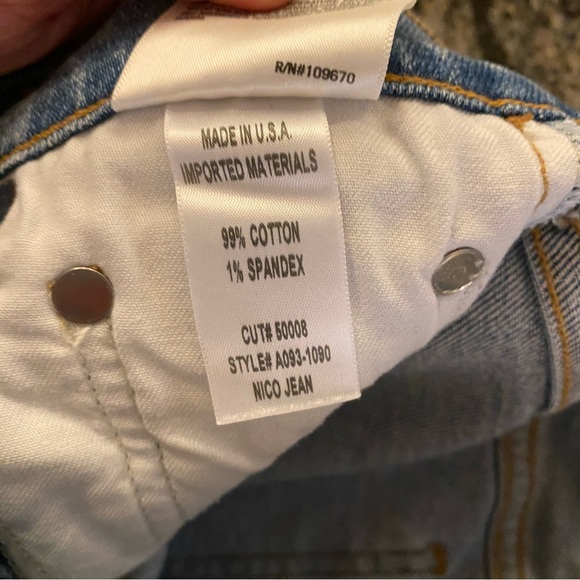 R/N#109670
MADE IN U.S.A.
IMPORTED MATERIALS
99% COTTON
1% SPANDEX
CUT# 50008
STYLE# A093-1090
NICO JEAN